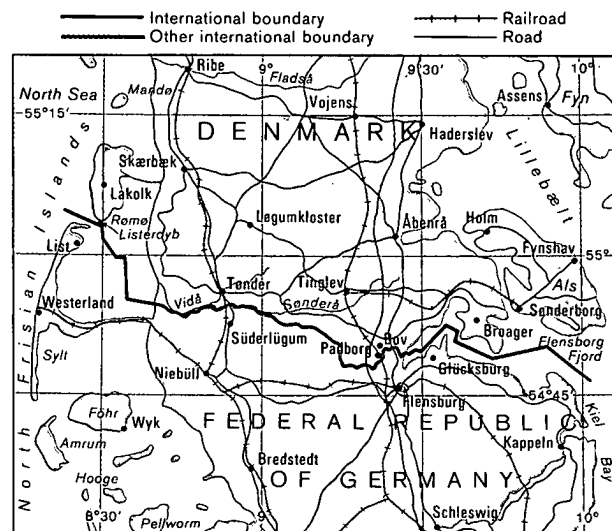 International boundary
Other international boundary
Railroad
Road
Ribe
9°
Fladså
9°30'
10°
Mandø
North Sea
55°15'
Vojens
Assens
Fyn
DENMARK
Haderslev
Skærbæk
Lakolk
Løgumkloster
Åbenrå
Holm
Lillebælt
Rømø
Listerdyb
List
Fynshav
55°
Als
Tønder
Tinglev
Vidå
Sønderå
Sønderborg
Westerland
Süderlügum
Bov
Broager
Padborg
Flensborg
Fjord
Glücksburg
Sylt
Niebüll
Flensburg
54°45'
North Frisian Islands
Föhr
Wyk
FEDERAL REPUBLIC
Kiel Bay
Kappeln
Amrum
Bredstedt
OF GERMANY
Hooge
8°30'
Pellworm
Schleswig
10°